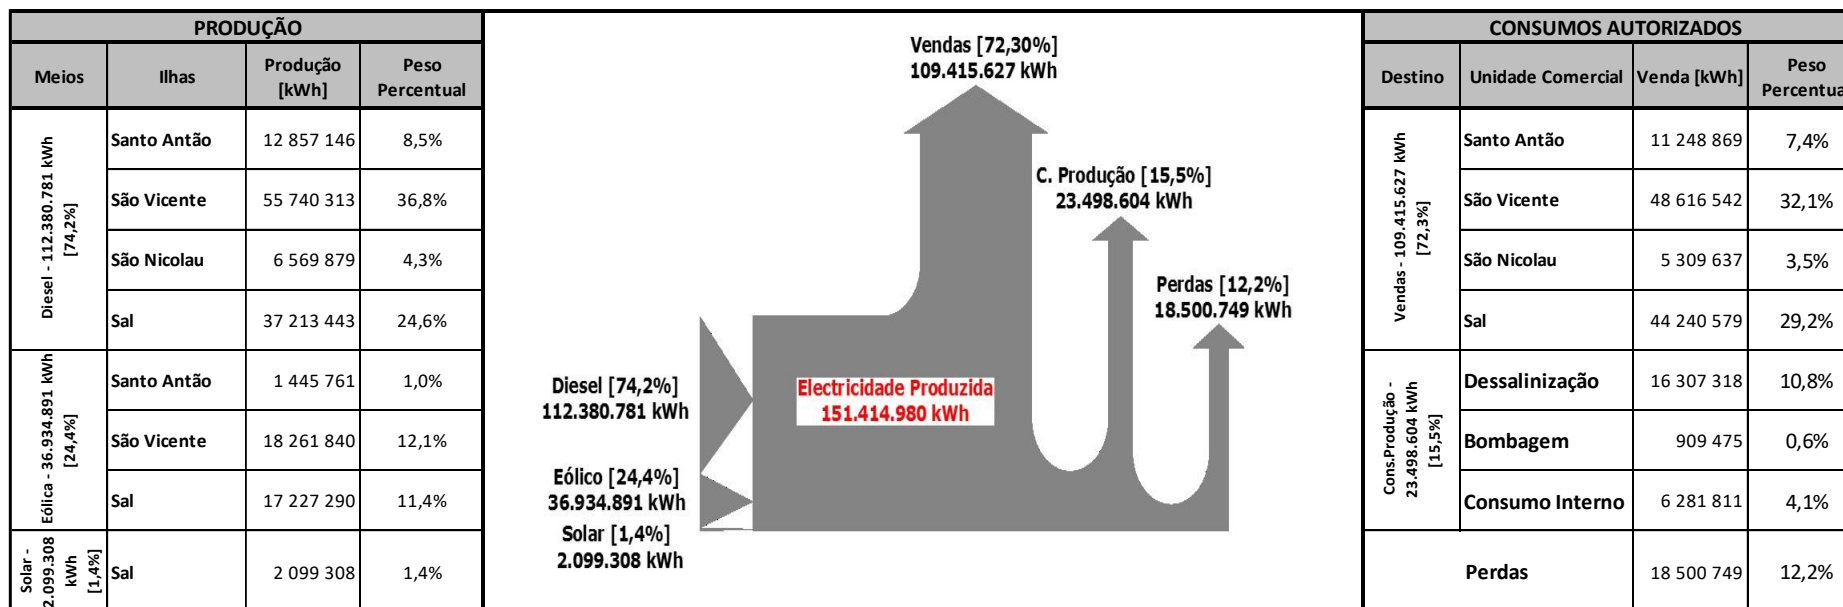 PRODUÇÃO
Meios Ilhas Produção [kWh] Peso Percentual
Diesel - 112.380.781 kWh
[74,2%]
Santo Antão 12 857 146 8,5%
São Vicente 55 740 313 36,8%
São Nicolau 6 569 879 4,3%
Sal 37 213 443 24,6%
Eólica - 36.934.891 kWh
[24,4%]
Santo Antão 1 445 761 1,0%
São Vicente 18 261 840 12,1%
Sal 17 227 290 11,4%
Solar -
2.099.308
kWh
[1,4%]
Sal 2 099 308 1,4%
Vendas [72,30%]
109.415.627 kWh
C. Produção [15,5%]
23.498.604 kWh
Perdas [12,2%]
18.500.749 kWh
Diesel [74,2%]
112.380.781 kWh
Electricidade Produzida
151.414.980 kWh
Eólico [24,4%]
36.934.891 kWh
Solar [1,4%]
2.099.308 kWh
CONSUMOS AUTORIZADOS
Destino Unidade Comercial Venda [kWh] Peso Percentua
Vendas - 109.415.627 kWh
[72,3%]
Santo Antão 11 248 869 7,4%
São Vicente 48 616 542 32,1%
São Nicolau 5 309 637 3,5%
Sal 44 240 579 29,2%
Cons.Produção -
23.498.604 kWh
[15,5%]
Dessalinização 16 307 318 10,8%
Bombagem 909 475 0,6%
Consumo Interno 6 281 811 4,1%
Perdas 18 500 749 12,2%